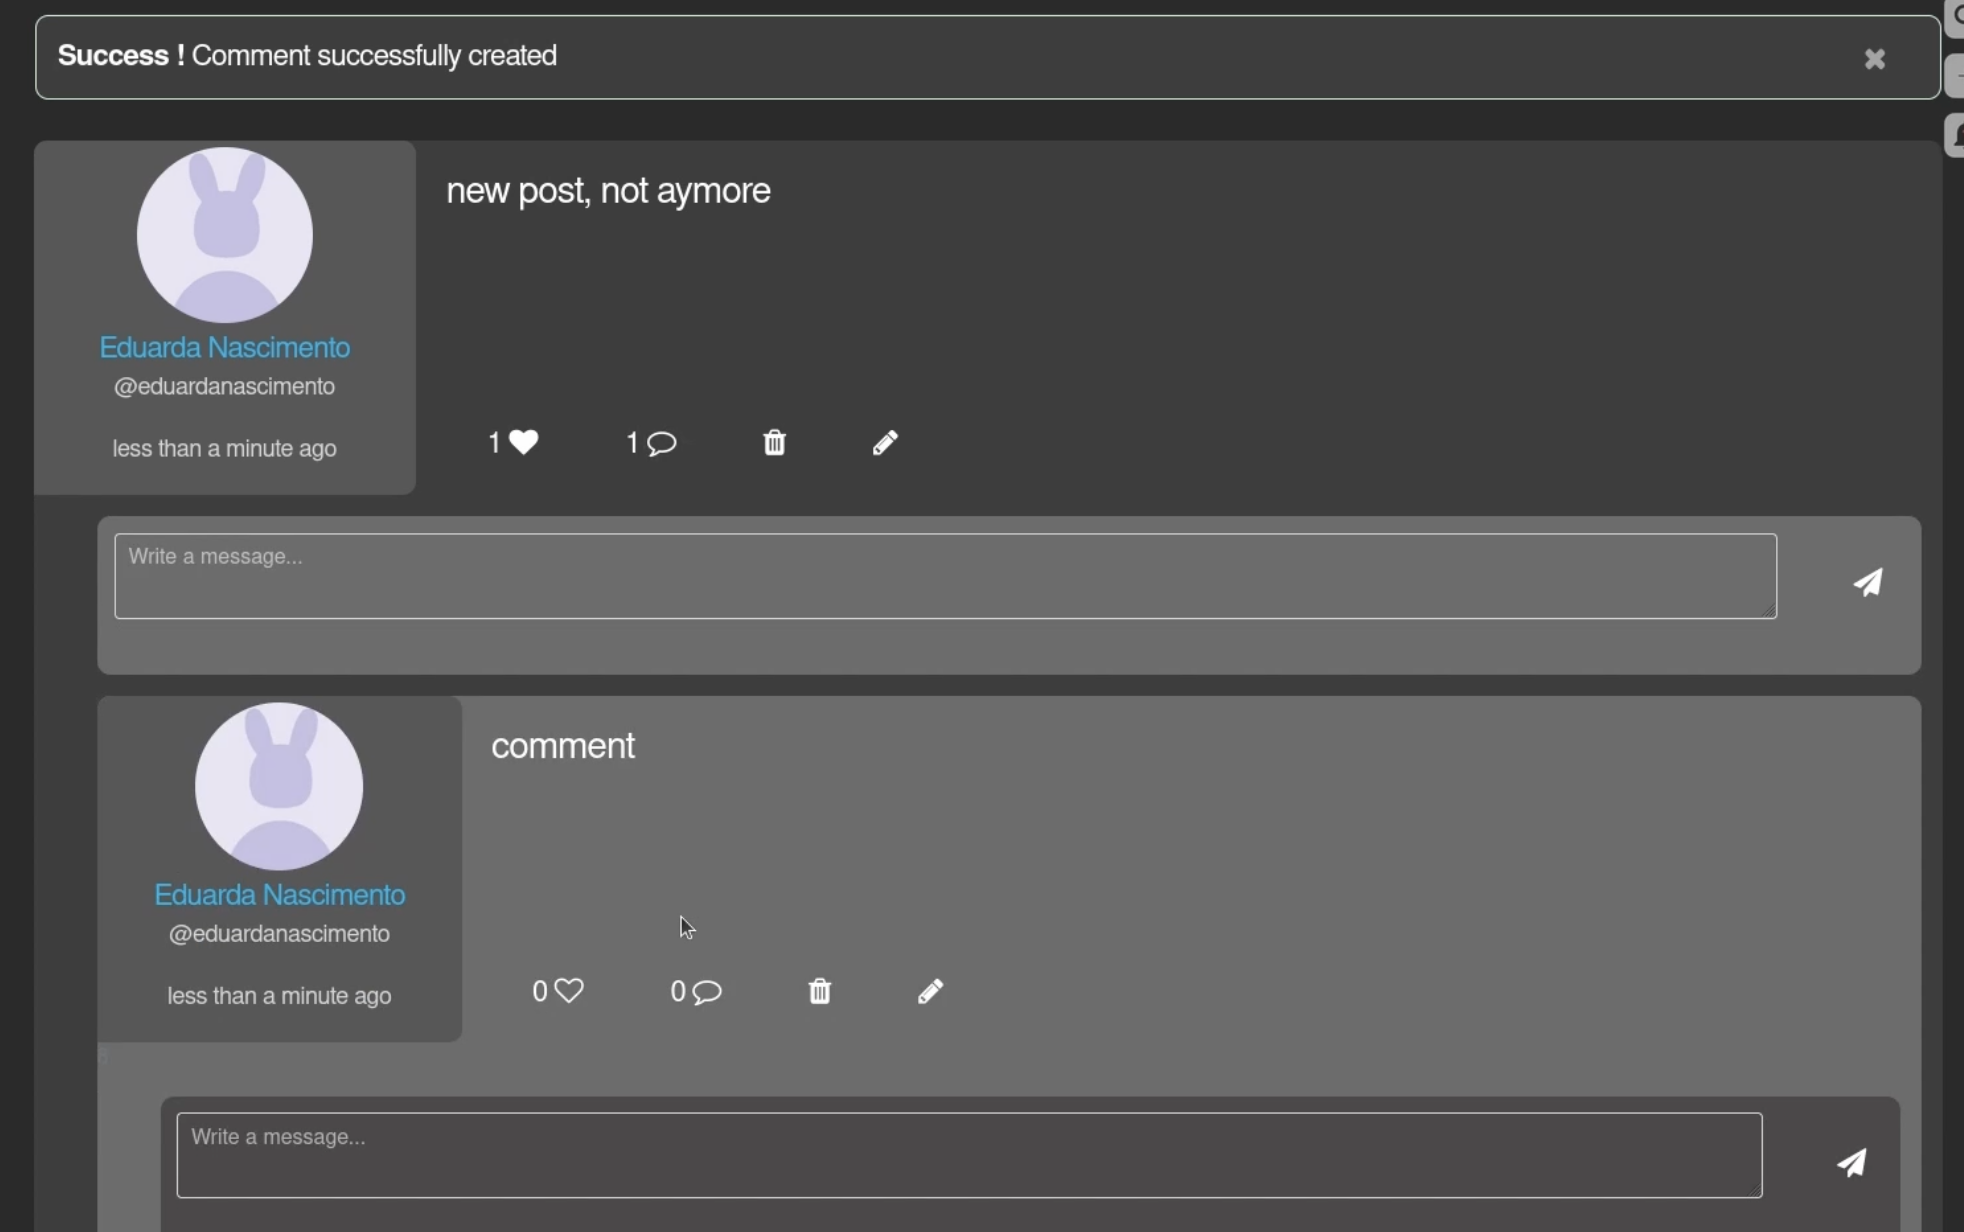 Success ! Comment successfully created
new post, not aymore
Eduarda Nascimento
@eduardanascimento
less than a minute ago
1
1
Write a message...
comment
Eduarda Nascimento
@eduardanascimento
less than a minute ago
0
0
Write a message...